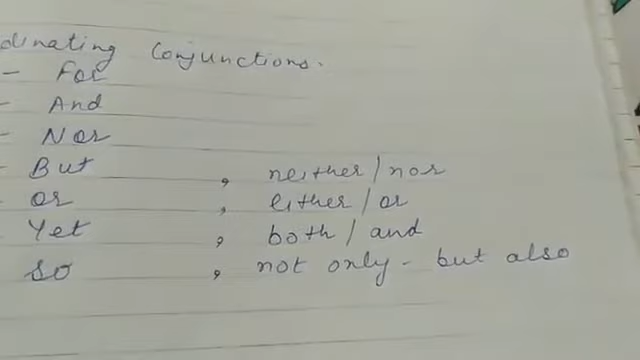 dinating Conjunctions.
- For
- And
- Nor
- But , neither/nor
- or , either/or
- Yet , both/and
so , not only - but also